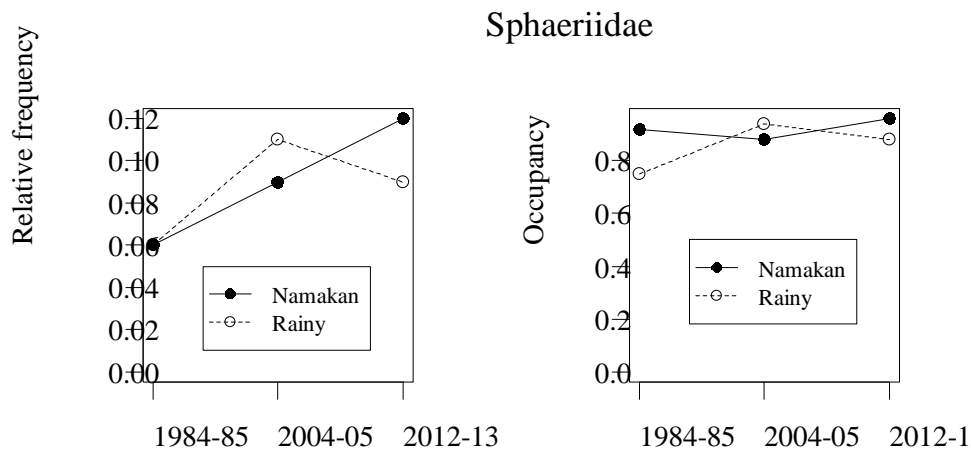 Sphaeriidae
Relative frequency
0.12
0.10
0.08
0.06
0.04
0.02
0.00
Namakan
Rainy
1984-85 2004-05 2012-13
Occupancy
0.8
0.6
0.4
0.2
0.0
Namakan
Rainy
1984-85 2004-05 2012-1